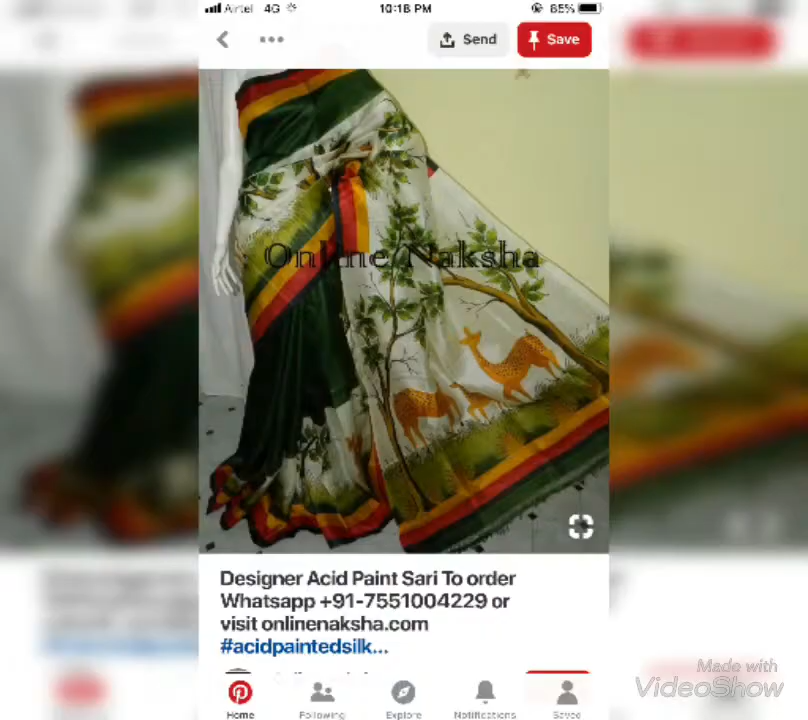 Airtel 4G 10:18 PM 85%
Send Save
Online Naksha
Designer Acid Paint Sari To order
Whatsapp +91-7551004229 or
visit onlinenaksha.com
#acidpaintedsilk...
Home Following Explore Notifications Saved
Made with
VideoShow